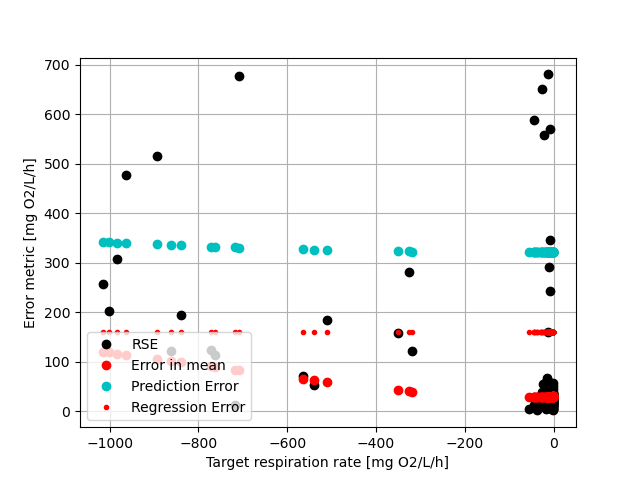 700
600
500
400
300
200
100
0
Error metric [mg O2/L/h]
RSE
Error in mean
Prediction Error
Regression Error
−1000
−800
−600
−400
−200
0
Target respiration rate [mg O2/L/h]